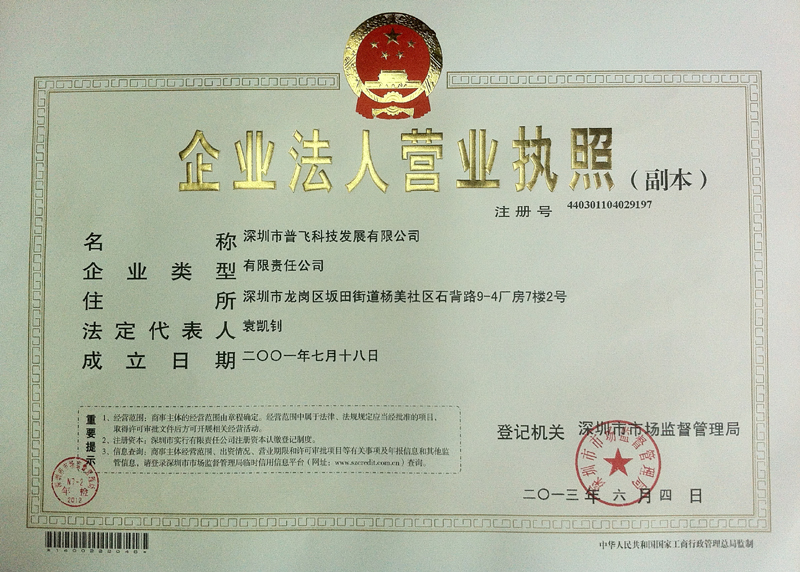 企业法人营业执照（副本）
注册号 440301104029197
名称 深圳市普飞科技发展有限公司
企业类型 有限责任公司
住所 深圳市龙岗区坂田街道杨美社区石背路9-4厂房7楼2号
法定代表人 袁凯钊
成立日期 二〇〇一年七月十八日
重要提示
1、经营范围：商事主体的经营范围由章程确定。经营范围中属于法律、法规规定应当经批准的项目，
取得许可审批文件后方可开展相关经营活动。
2、注册资本：深圳市实行有限责任公司注册资本认缴登记制度。
3、信息查询：商事主体经营范围、出资情况、营业期限和许可审批项目等有关事项及年报信息和其他监
管信息，请登录深圳市市场监督管理局临时信用信息平台（网址：www.szcredit.com.cn）查询。
登记机关 深圳市市场监督管理局
深圳市市场监督管理局
二〇一三年六月四日
年检
2012
中华人民共和国国家工商行政管理总局监制